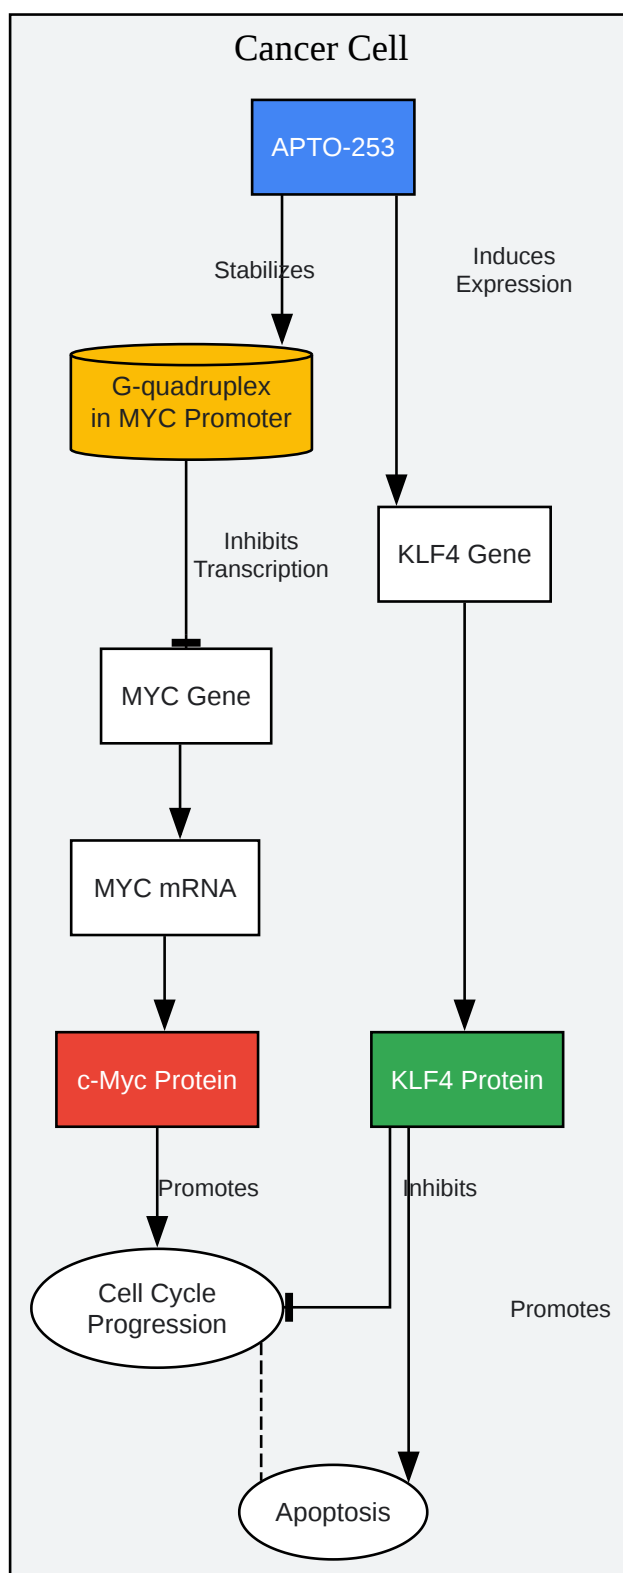 Cancer Cell
APTO-253
Stabilizes
Induces
Expression
G-quadruplex
in MYC Promoter
Inhibits
Transcription
KLF4 Gene
MYC Gene
MYC mRNA
c-Myc Protein
KLF4 Protein
Promotes
Inhibits
Cell Cycle
Progression
Promotes
Apoptosis